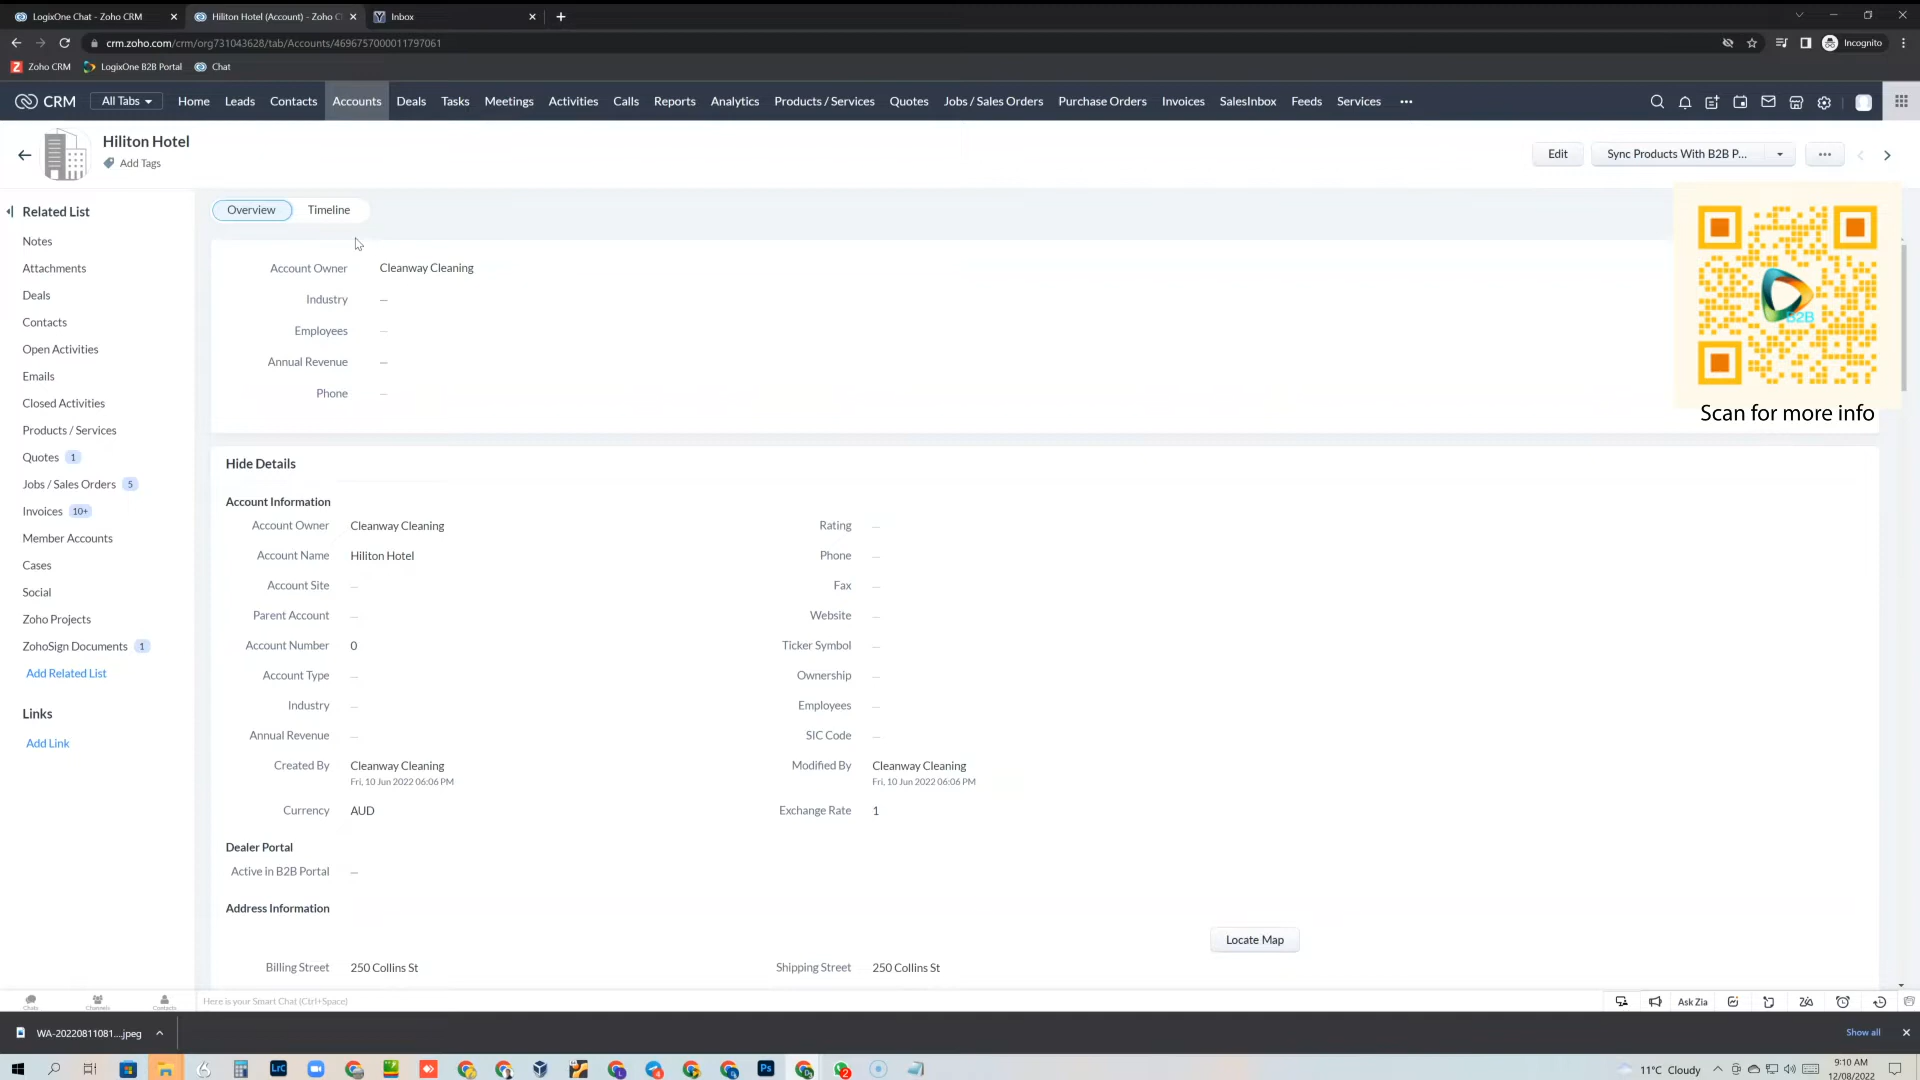 LogixOne Chat - Zoho CRM
Hiliton Hotel (Account) - Zoho C
Inbox
crm.zoho.com/crm/org731043628/tab/Accounts/4696757000011797061
Incognito
Zoho CRM
LogixOne B2B Portal
Chat
CRM
All Tabs
Home
Leads
Contacts
Accounts
Deals
Tasks
Meetings
Activities
Calls
Reports
Analytics
Products / Services
Quotes
Jobs / Sales Orders
Purchase Orders
Invoices
SalesInbox
Feeds
Services
Hiliton Hotel
Add Tags
Edit
Sync Products With B2B P...
Related List
Notes
Attachments
Deals
Contacts
Open Activities
Emails
Closed Activities
Products / Services
Quotes 1
Jobs / Sales Orders 5
Invoices 10+
Member Accounts
Cases
Social
Zoho Projects
ZohoSign Documents 1
Add Related List
Links
Add Link
Overview
Timeline
Account Owner Cleanway Cleaning
Industry —
Employees —
Annual Revenue —
Phone —
B2B
Scan for more info
Hide Details
Account Information
Account Owner Cleanway Cleaning Rating —
Account Name Hiliton Hotel Phone —
Account Site — Fax —
Parent Account — Website —
Account Number 0 Ticker Symbol —
Account Type — Ownership —
Industry — Employees —
Annual Revenue — SIC Code —
Created By Cleanway Cleaning Modified By Cleanway Cleaning
Fri, 10 Jun 2022 06:06 PM Fri, 10 Jun 2022 06:06 PM
Currency AUD Exchange Rate 1
Dealer Portal
Active in B2B Portal —
Address Information
Locate Map
Billing Street 250 Collins St Shipping Street 250 Collins St
Chats
Channels
Contacts
Here is your Smart Chat (Ctrl+Space)
Ask Zia
WA-20220811081....jpeg
Show all
LrC
Ps
11°C Cloudy
9:10 AM
12/08/2022